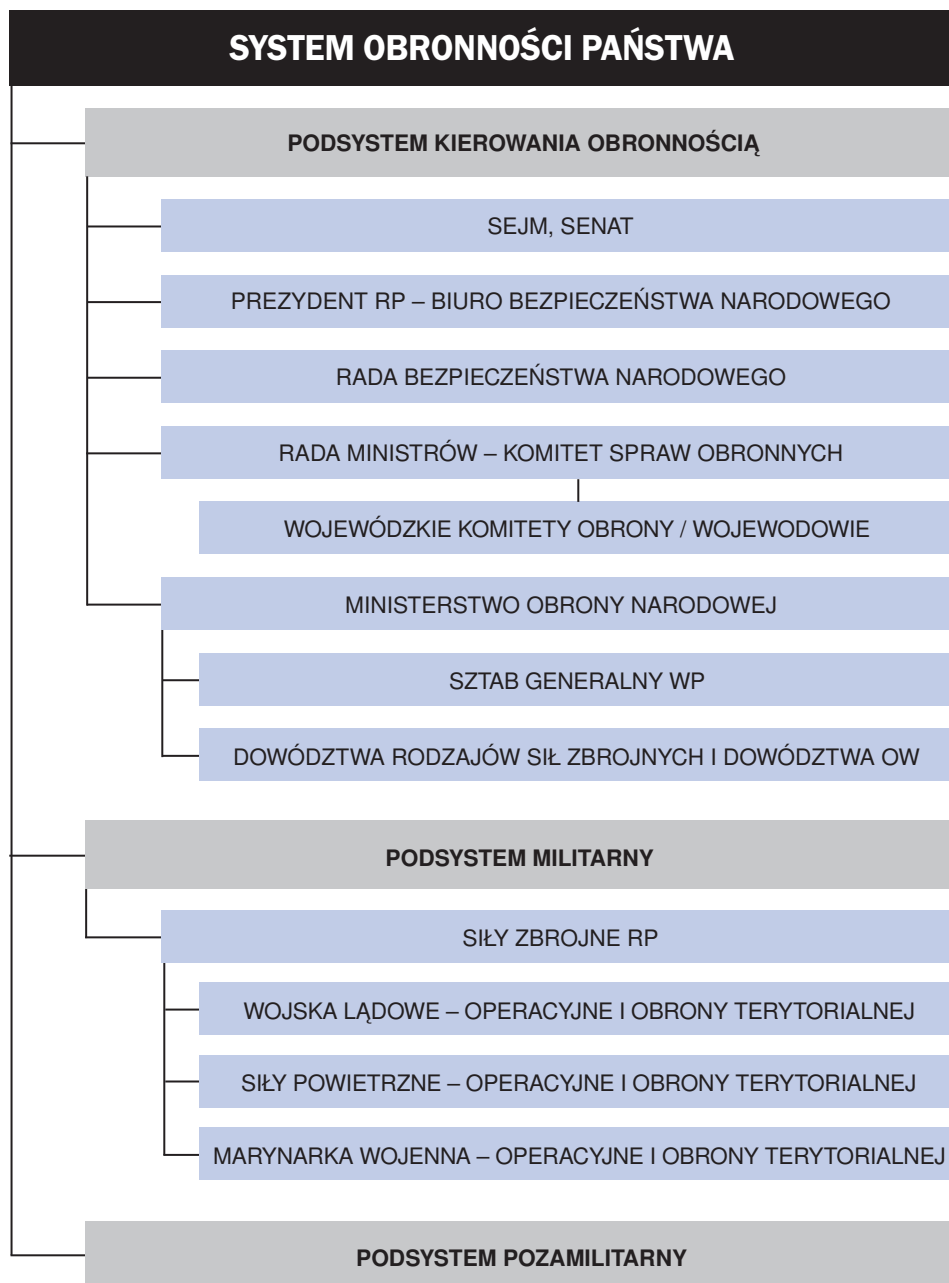 SYSTEM OBRONNOŚCI PAŃSTWA
PODSYSTEM KIEROWANIA OBRONNOŚCIĄ
SEJM, SENAT
PREZYDENT RP – BIURO BEZPIECZEŃSTWA NARODOWEGO
RADA BEZPIECZEŃSTWA NARODOWEGO
RADA MINISTRÓW – KOMITET SPRAW OBRONNYCH
WOJEWÓDZKIE KOMITETY OBRONY / WOJEWODOWIE
MINISTERSTWO OBRONY NARODOWEJ
SZTAB GENERALNY WP
DOWÓDZTWA RODZAJÓW SIŁ ZBROJNYCH I DOWÓDZTWA OW
PODSYSTEM MILITARNY
SIŁY ZBROJNE RP
WOJSKA LĄDOWE – OPERACYJNE I OBRONY TERYTORIALNEJ
SIŁY POWIETRZNE – OPERACYJNE I OBRONY TERYTORIALNEJ
MARYNARKA WOJENNA – OPERACYJNE I OBRONY TERYTORIALNEJ
PODSYSTEM POZAMILITARNY